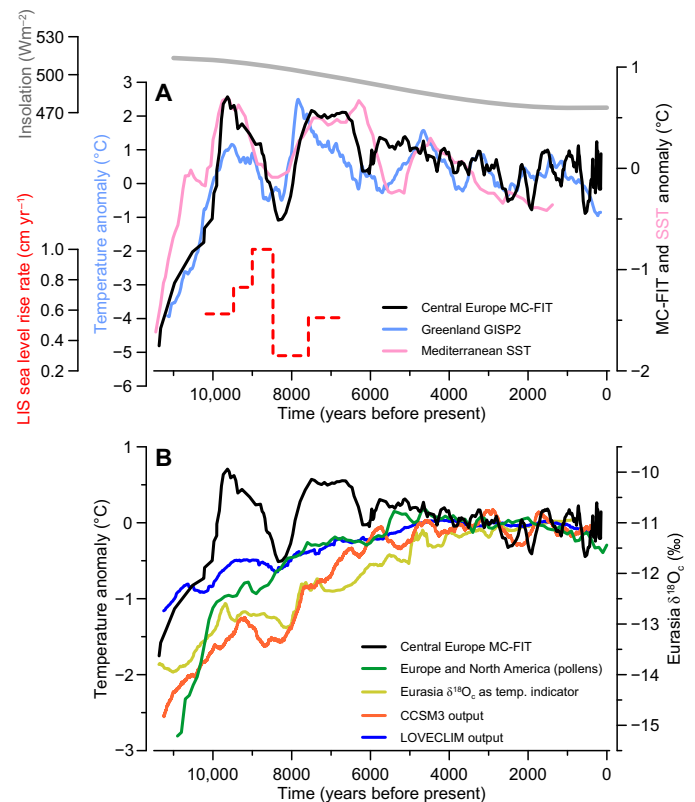 A
Insolation (Wm⁻²)
530
500
470
Temperature anomaly (°C)
3
2
1
0
−1
−2
−3
−4
−5
−6
LIS sea level rise rate (cm yr⁻¹)
1.0
0.8
0.6
0.4
0.2
MC-FIT and SST anomaly (°C)
1
0
−1
−2
Central Europe MC-FIT
Greenland GISP2
Mediterranean SST
10,000 8000 6000 4000 2000 0
Time (years before present)
B
Temperature anomaly (°C)
1
0
−1
−2
−3
Eurasia δ¹⁸Oc (‰)
−10
−11
−12
−13
−14
−15
Central Europe MC-FIT
Europe and North America (pollens)
Eurasia δ¹⁸Oc as temp. indicator
CCSM3 output
LOVECLIM output
10,000 8000 6000 4000 2000 0
Time (years before present)